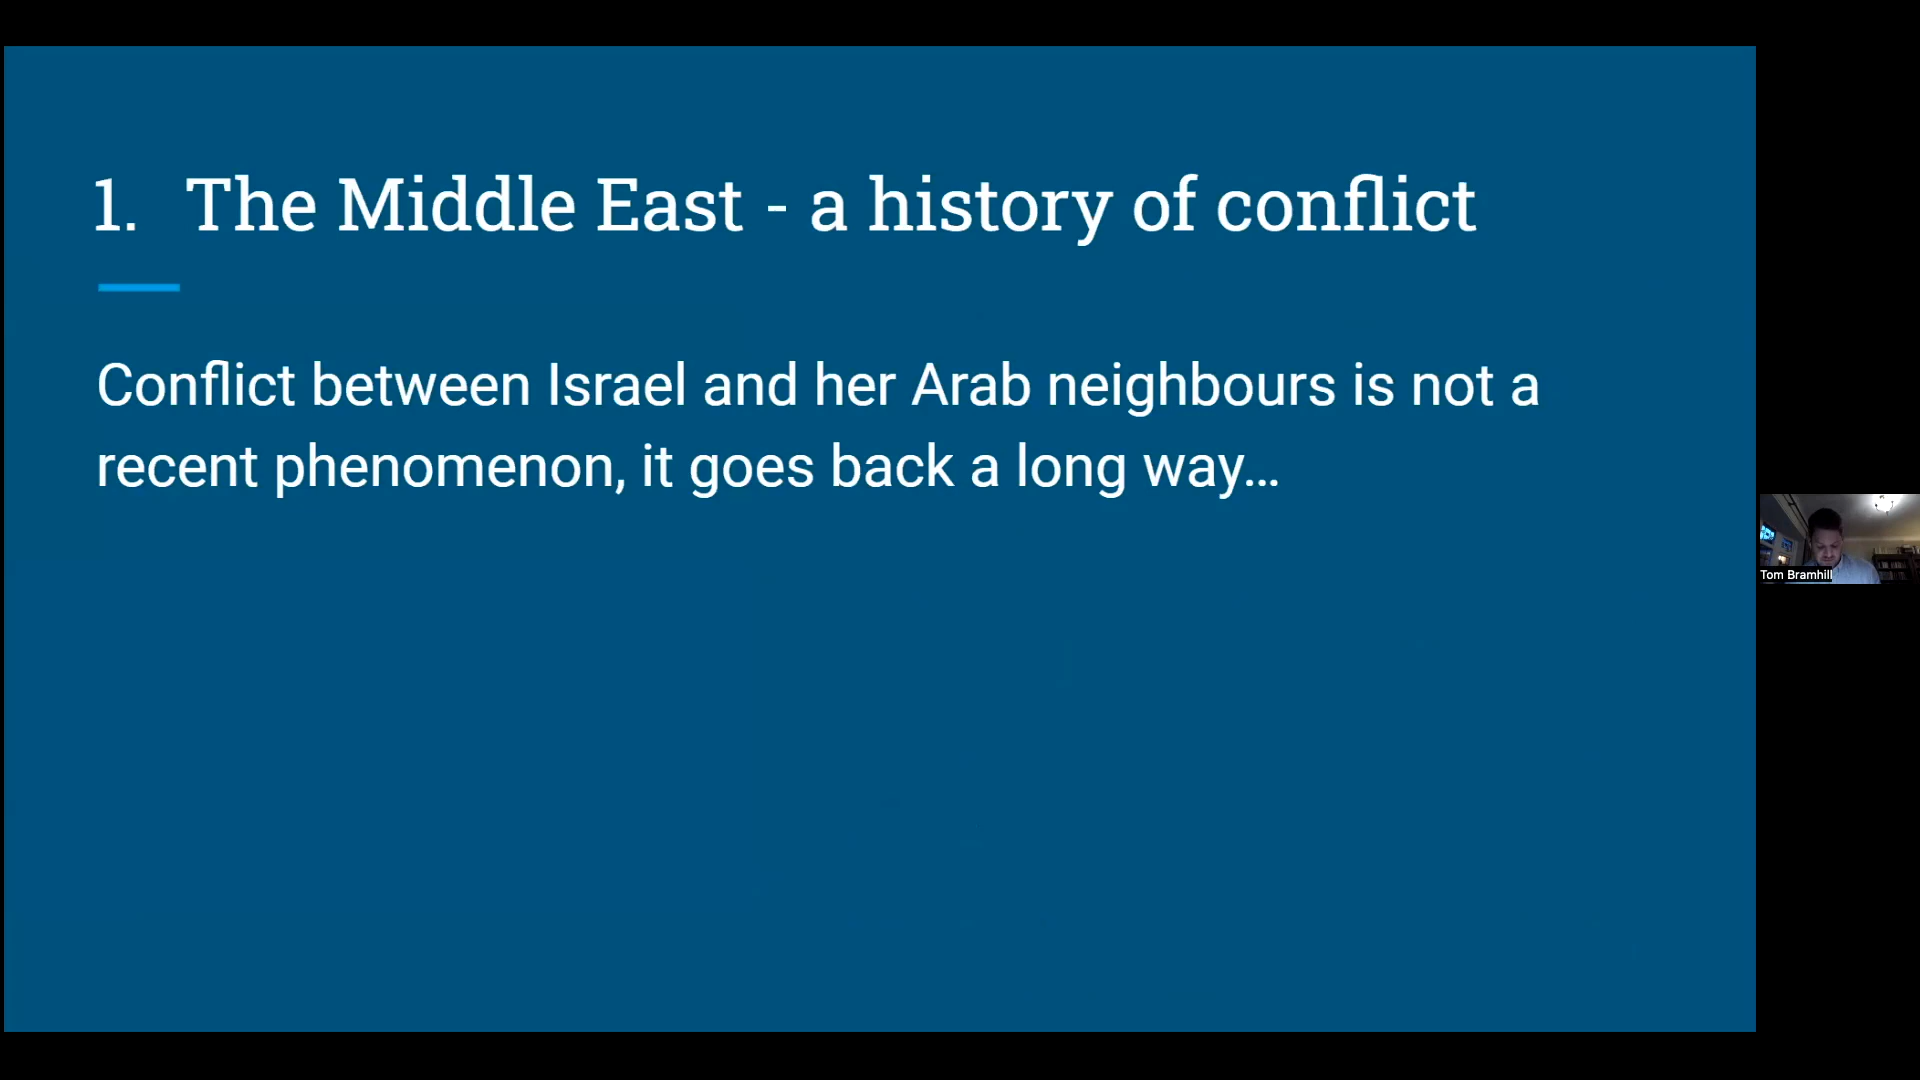 1. The Middle East - a history of conflict
Conflict between Israel and her Arab neighbours is not a
recent phenomenon, it goes back a long way...
Tom Bramhill